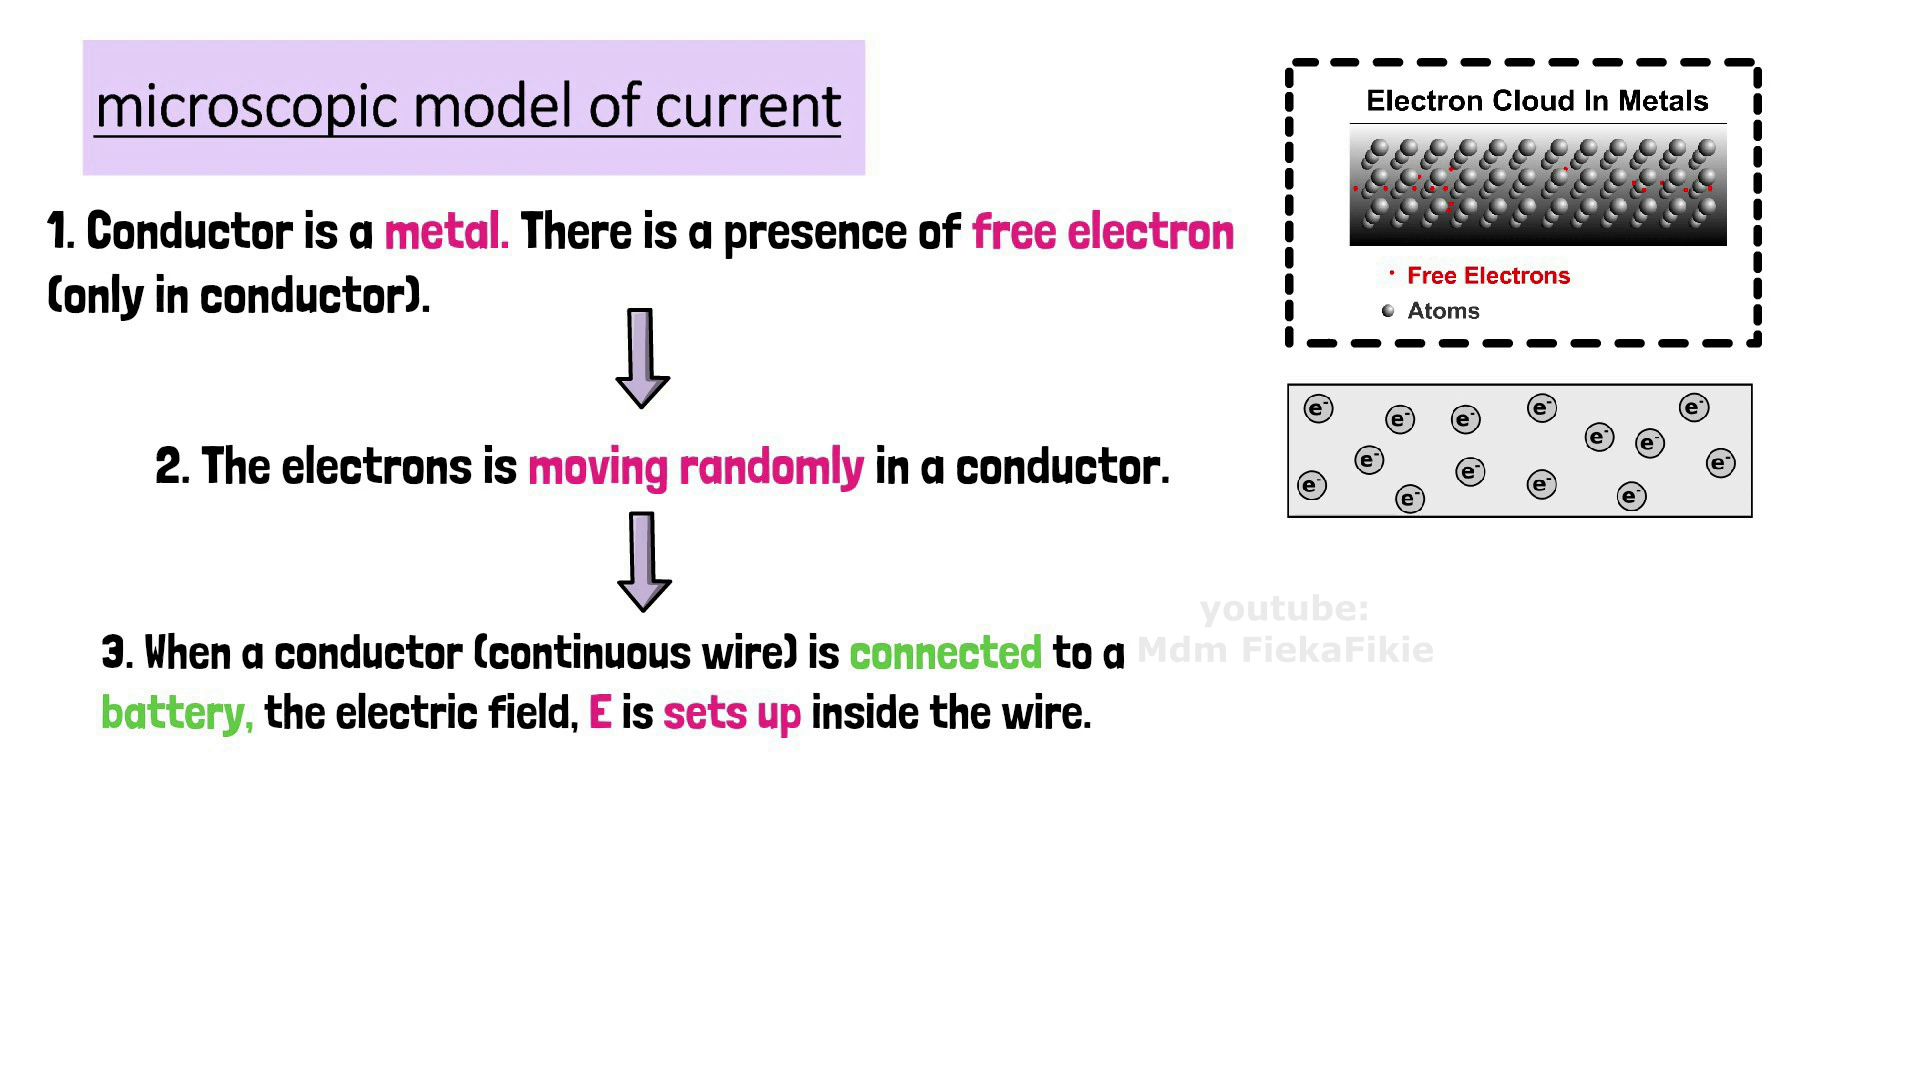 microscopic model of current
1. Conductor is a metal. There is a presence of free electron
(only in conductor).
2. The electrons is moving randomly in a conductor.
3. When a conductor (continuous wire) is connected to a
battery, the electric field, E is sets up inside the wire.
Electron Cloud In Metals
Free Electrons
Atoms
e⁻ e⁻ e⁻ e⁻ e⁻ e⁻ e⁻ e⁻ e⁻ e⁻ e⁻ e⁻ e⁻ e⁻ e⁻
youtube:
Mdm FiekaFikie